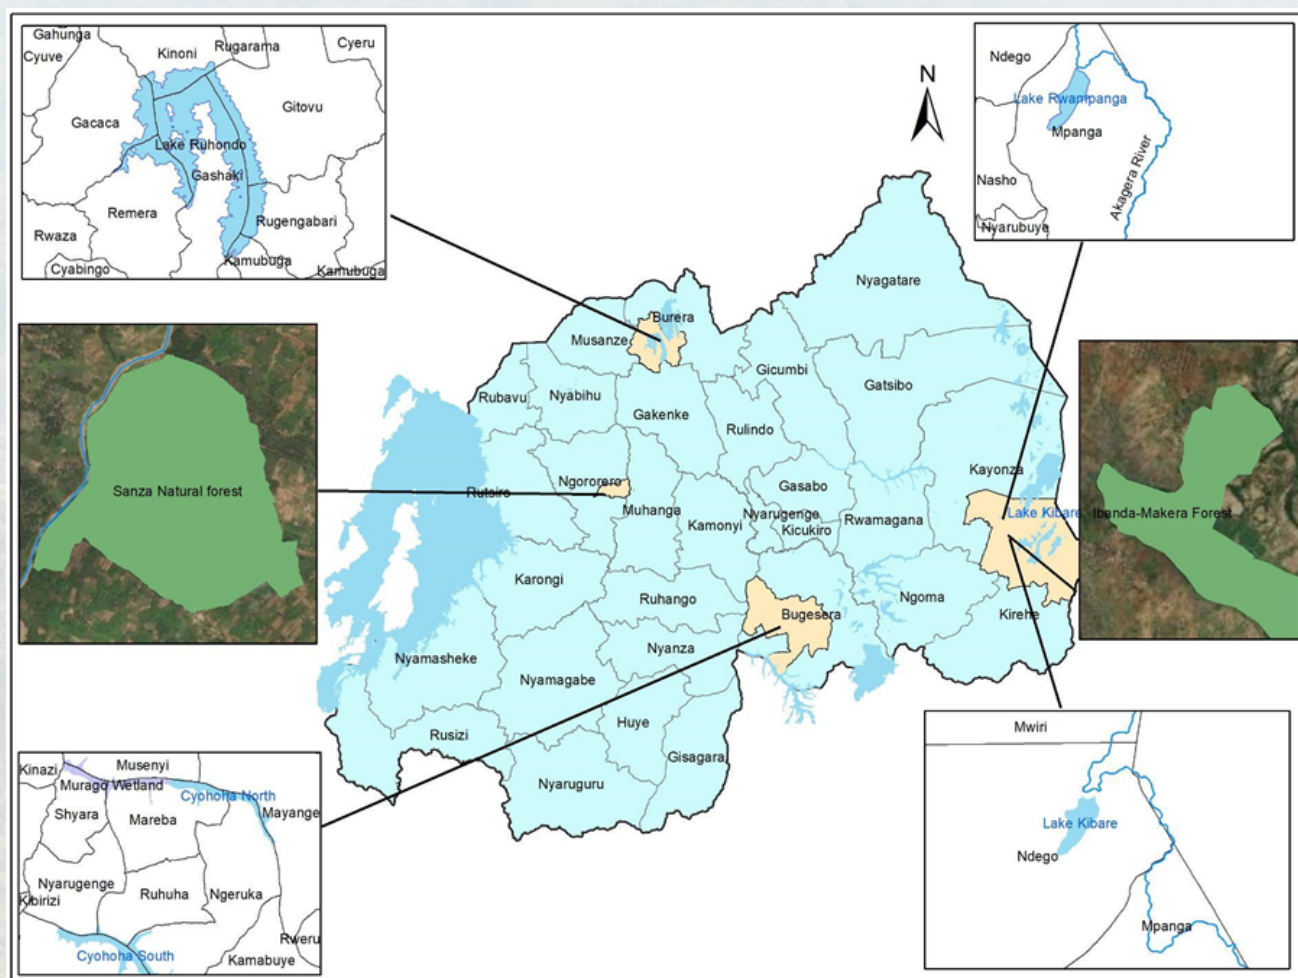 Gahunga
Cyuve
Kinoni
Rugarama
Cyeru
Gacaca
Gitovu
Lake Ruhondo
Gashaki
Remera
Rugengabari
Rwaza
Cyabingo
Kamubuga
Kamubuga
N
Ndego
Lake Rwampanga
Mpanga
Akagera River
Nasho
Nyarubuye
Sanza Natural forest
Nyagatare
Burera
Musanze
Gicumbi
Gatsibo
Rubavu
Nyabihu
Gakenke
Rulindo
Kayonza
Ngororero
Gasabo
Rutsiro
Muhanga
Kamonyi
Nyarugenge
Kicukiro
Rwamagana
Lake Kibare
Ibanda-Makera Forest
Karongi
Ruhango
Bugesera
Ngoma
Kirehe
Nyanza
Nyamasheke
Nyamagabe
Huye
Rusizi
Gisagara
Nyaruguru
Kinazi
Musenyi
Murago Wetland
Cyohoha North
Shyara
Mareba
Mayange
Nyarugenge
Kibirizi
Ruhuha
Ngeruka
Rweru
Cyohoha South
Kamabuye
Mwiri
Lake Kibare
Ndego
Mpanga